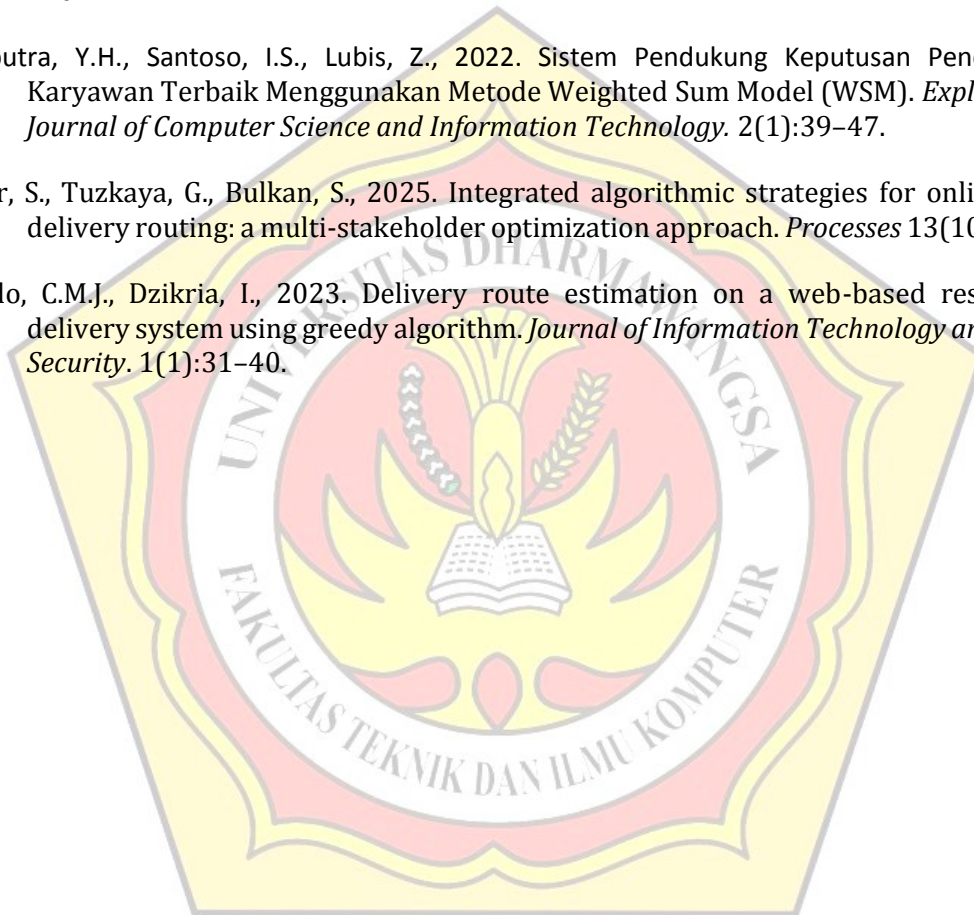 utra, Y.H., Santoso, I.S., Lubis, Z., 2022. Sistem Pendukung Keputusan Pen
Karyawan Terbaik Menggunakan Metode Weighted Sum Model (WSM). Expl
Journal of Computer Science and Information Technology. 2(1):39–47.
r, S., Tuzkaya, G., Bulkan, S., 2025. Integrated algorithmic strategies for onli
delivery routing: a multi-stakeholder optimization approach. Processes 13(10
lo, C.M.J., Dzikria, I., 2023. Delivery route estimation on a web-based res
delivery system using greedy algorithm. Journal of Information Technology a
Security. 1(1):31–40.
UNIVERSITAS DHARMAWANGSA
FAKULTAS TEKNIK DAN ILMU KOMPUTER